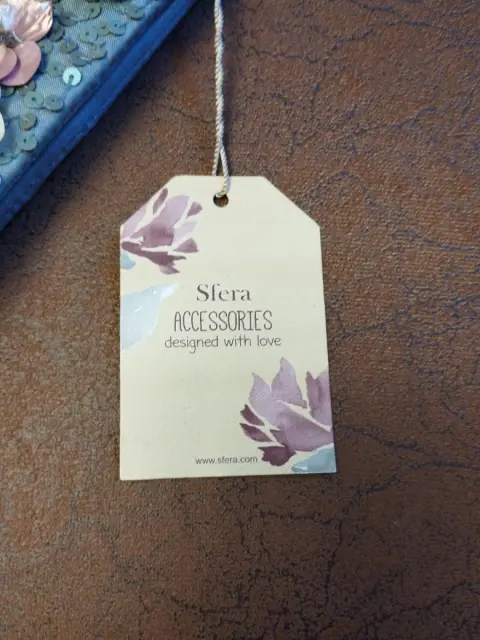 Sfera
ACCESSORIES
designed with love
www.sfera.com